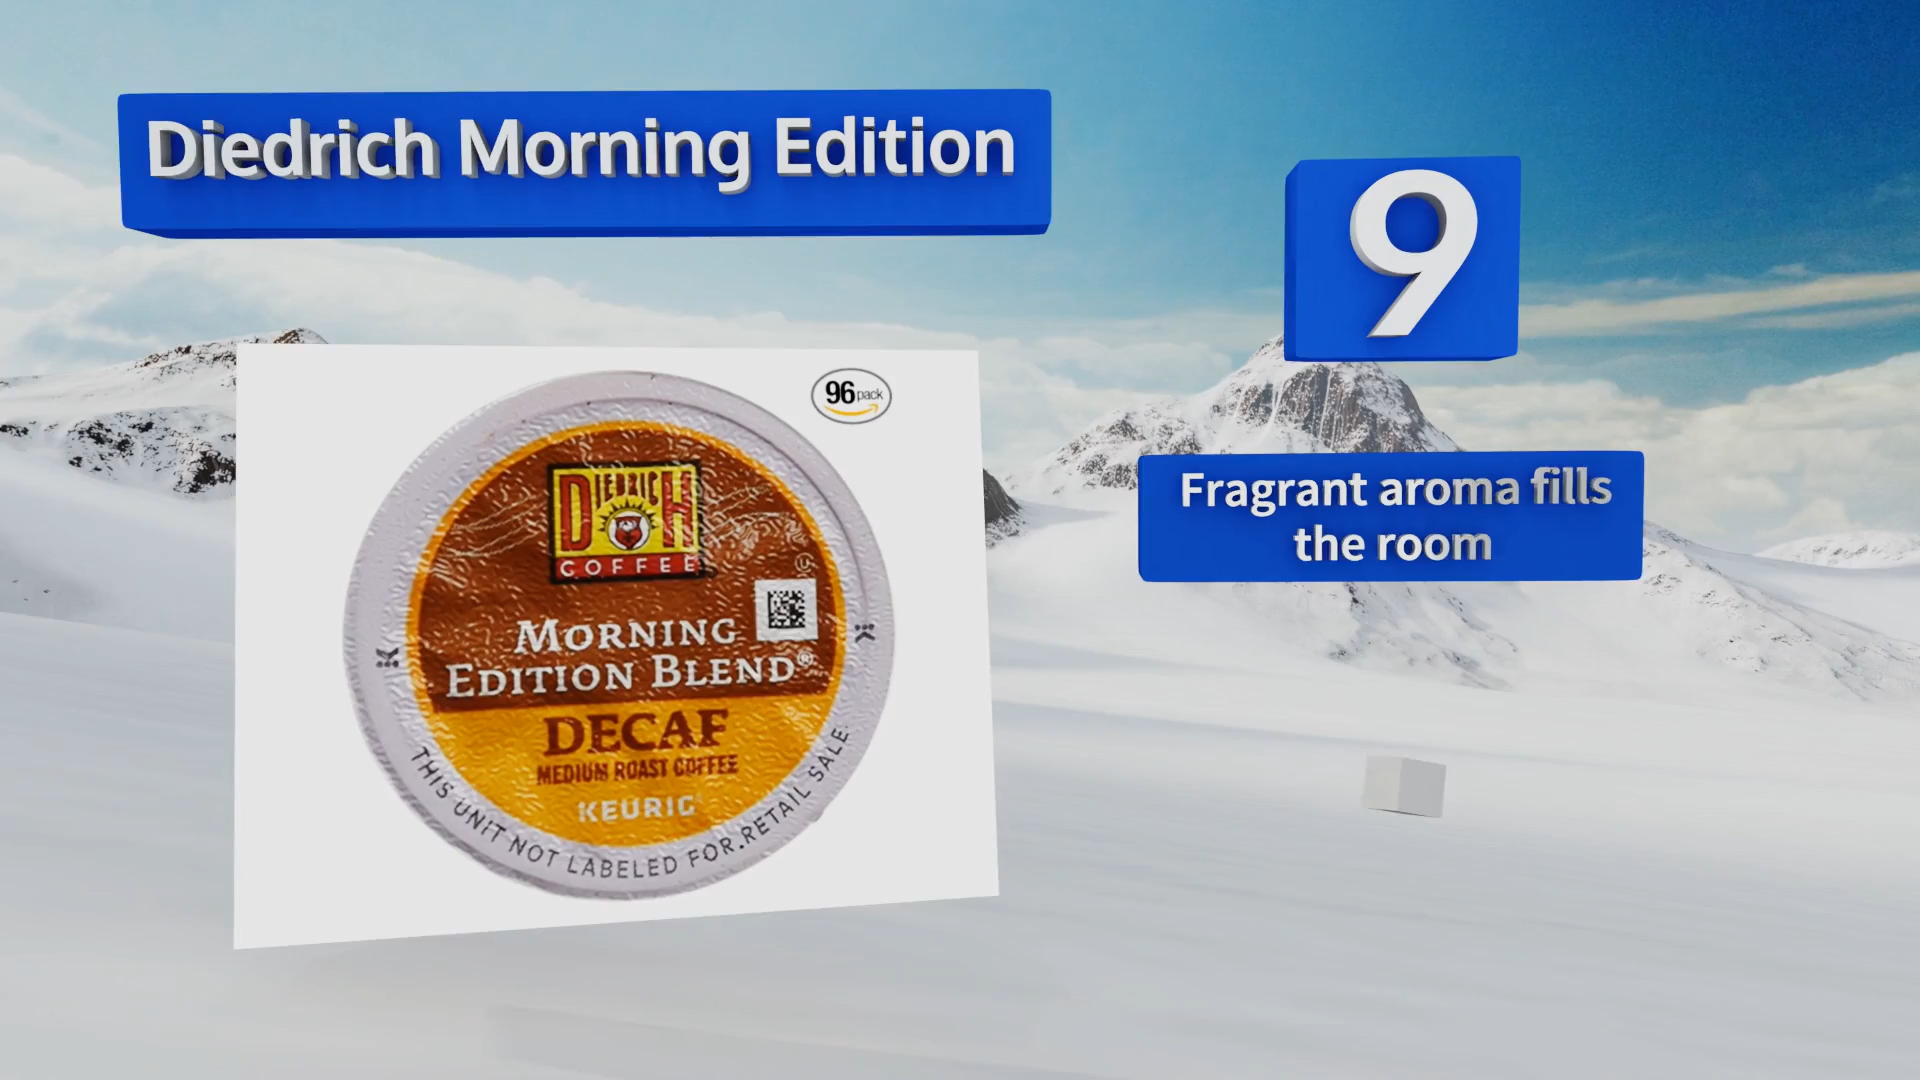 Diedrich Morning Edition
9
Fragrant aroma fills
the room
96 pack
DIEDRICH
COFFEE
MORNING
EDITION BLEND®
DECAF
MEDIUM ROAST COFFEE
KEURIG
THIS UNIT NOT LABELED FOR RETAIL SALE